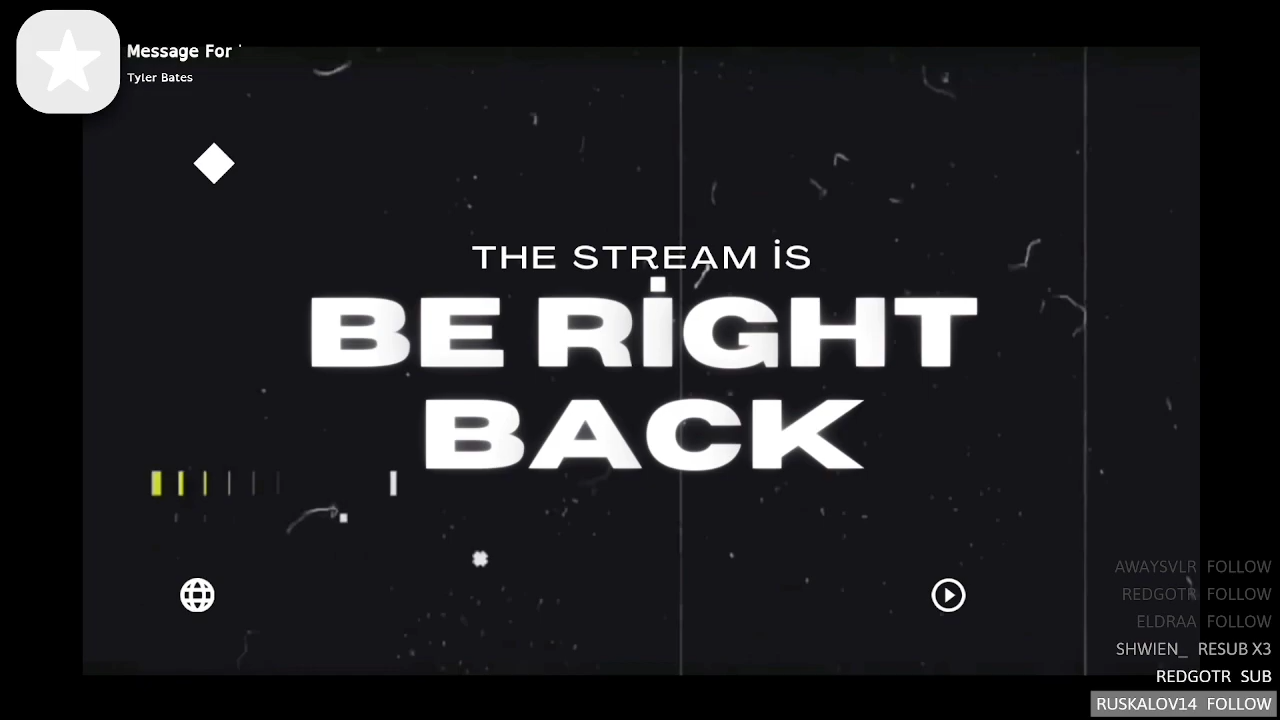 Message For
Tyler Bates
THE STREAM İS
BE RİGHT
BACK
AWAYSVLR FOLLOW
REDGOTR FOLLOW
ELDRAA FOLLOW
SHWIEN_ RESUB X3
REDGOTR SUB
RUSKALOV14 FOLLOW